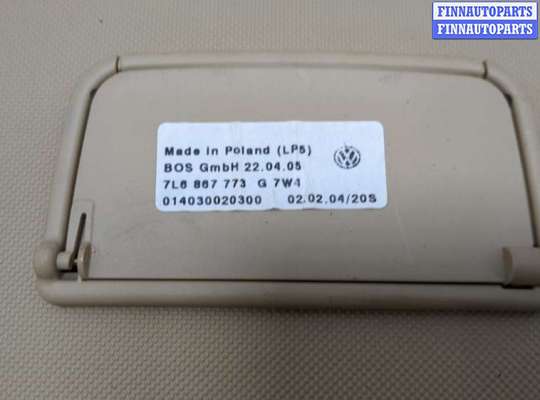 FINNAUTOPARTS
FINNAUTOPARTS
Made in Poland (LP5)
BOS GmbH 22.04.05
7L6 867 773 G 7W4
014030020300 02.02.04/20S